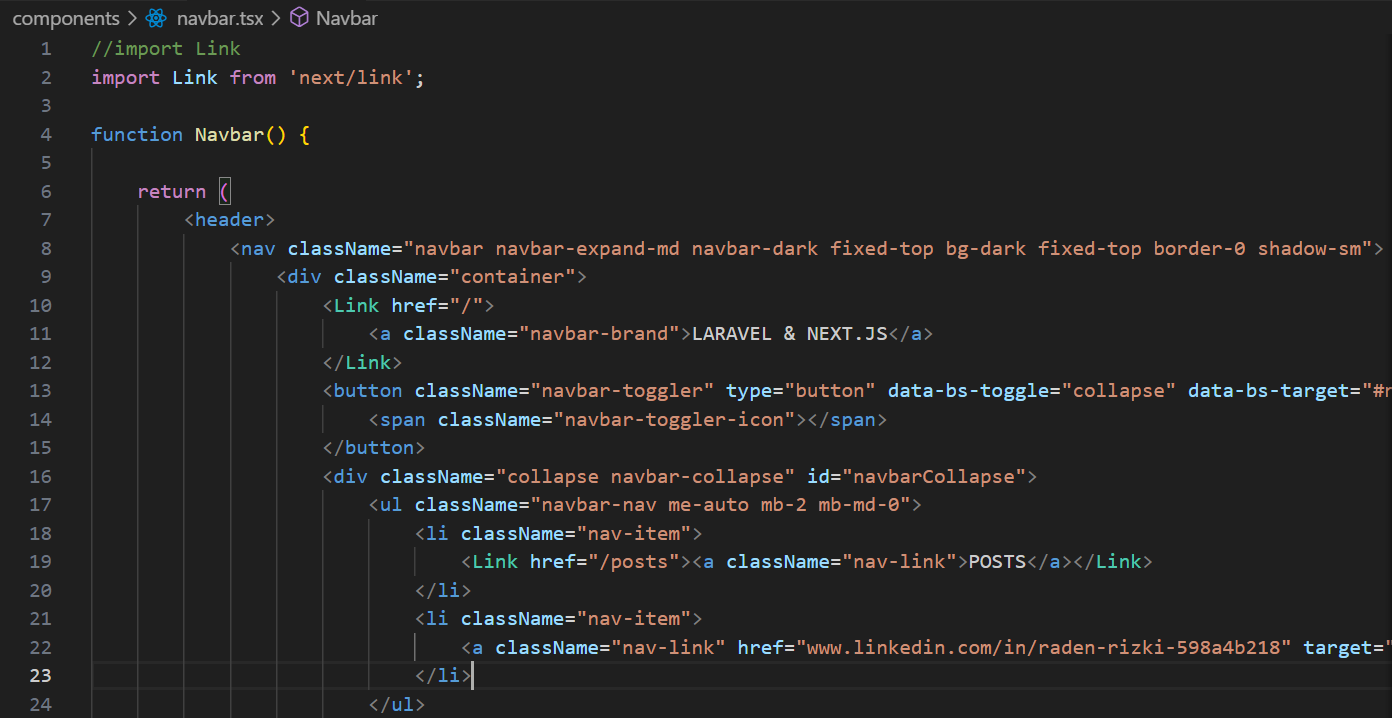 components > navbar.tsx > Navbar
1 //import Link
2 import Link from 'next/link';
3
4 function Navbar() {
5
6 return (
7 <header>
8 <nav className="navbar navbar-expand-md navbar-dark fixed-top bg-dark fixed-top border-0 shadow-sm">
9 <div className="container">
10 <Link href="/">
11 <a className="navbar-brand">LARAVEL & NEXT.JS</a>
12 </Link>
13 <button className="navbar-toggler" type="button" data-bs-toggle="collapse" data-bs-target="#
14 <span className="navbar-toggler-icon"></span>
15 </button>
16 <div className="collapse navbar-collapse" id="navbarCollapse">
17 <ul className="navbar-nav me-auto mb-2 mb-md-0">
18 <li className="nav-item">
19 <Link href="/posts"><a className="nav-link">POSTS</a></Link>
20 </li>
21 <li className="nav-item">
22 <a className="nav-link" href="www.linkedin.com/in/raden-rizki-598a4b218" target="
23 </li>
24 </ul>